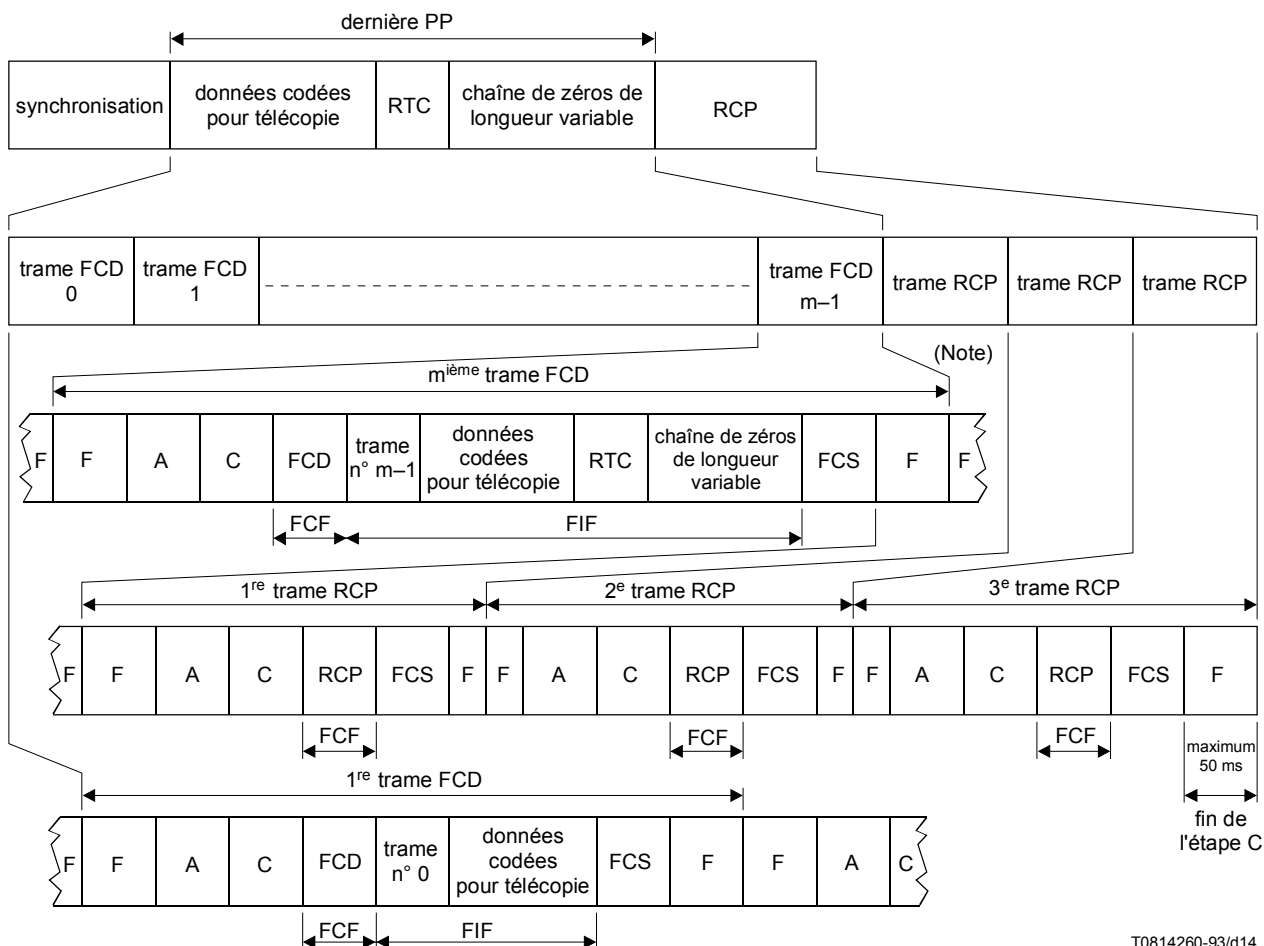 dernière PP
synchronisation
données codées
pour télécopie
RTC
chaîne de zéros de
longueur variable
RCP
trame FCD
0
trame FCD
1
trame FCD
m–1
trame RCP
trame RCP
trame RCP
(Note)
mième trame FCD
F
F
A
C
FCD
trame
n° m–1
données
codées
pour télécopie
RTC
chaîne de zéros
de longueur
variable
FCS
F
F
FCF
FIF
1re trame RCP
2e trame RCP
3e trame RCP
F
F
A
C
RCP
FCS
F
F
A
C
RCP
FCS
F
F
A
C
RCP
FCS
F
FCF
FCF
FCF
maximum
50 ms
fin de
l'étape C
1re trame FCD
F
F
A
C
FCD
trame
n° 0
données
codées
pour télécopie
FCS
F
F
A
C
FCF
FIF
T0814260-93/d14